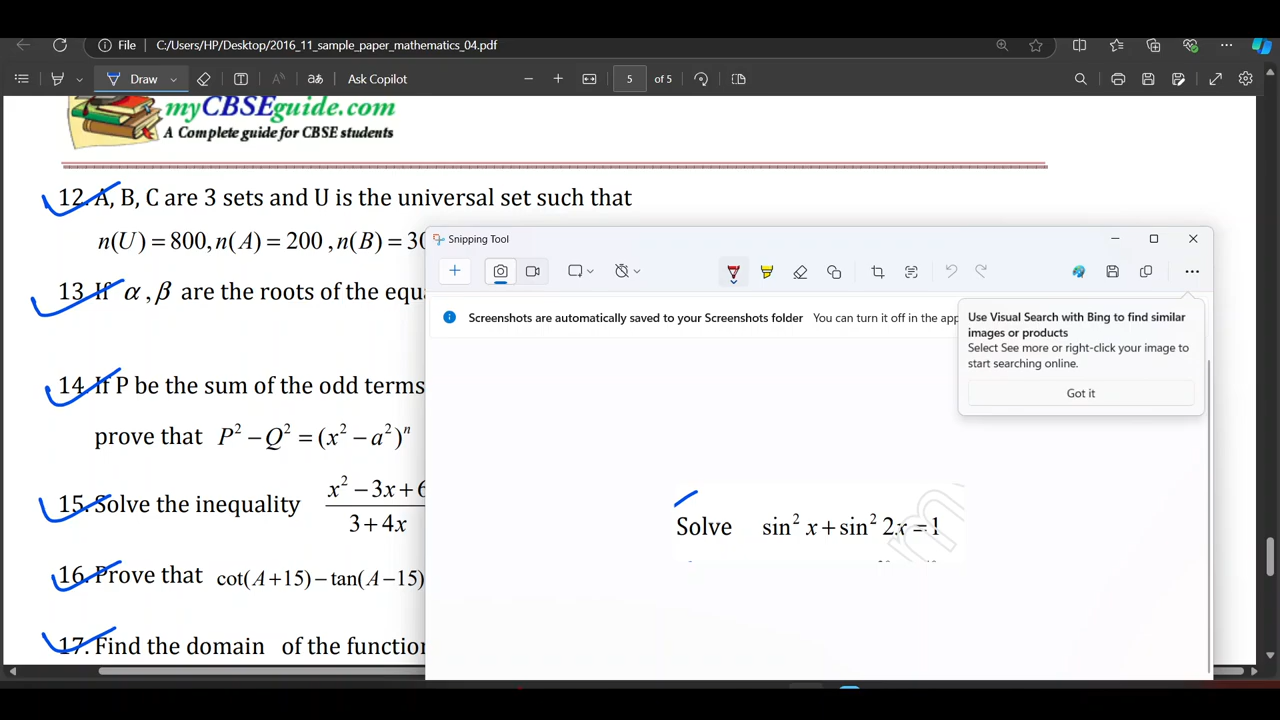 File C:/Users/HP/Desktop/2016_11_sample_paper_mathematics_04.pdf
Draw Ask Copilot 5 of 5
myCBSEguide.com
A Complete guide for CBSE students
12. A, B, C are 3 sets and U is the universal set such that
n(U) = 800, n(A) = 200 , n(B) = 30
13. If α , β are the roots of the equa
14. If P be the sum of the odd terms
prove that P² – Q² = (x² – a²)ⁿ
15. Solve the inequality x² – 3x + 6
3 + 4x
16. Prove that cot(A +15) – tan(A –15)
17. Find the domain of the function
Snipping Tool
Screenshots are automatically saved to your Screenshots folder You can turn it off in the app
Use Visual Search with Bing to find similar
images or products
Select See more or right-click your image to
start searching online.
Got it
Solve sin² x + sin² 2x = 1
m